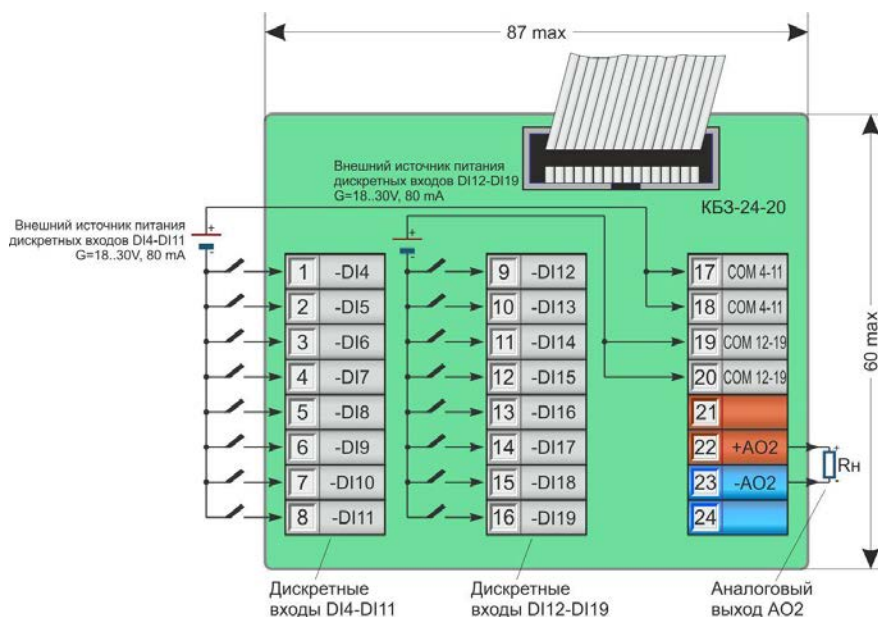 87 max
Внешний источник питания
дискретных входов DI12-DI19
G=18..30V, 80 mA
КБЗ-24-20
Внешний источник питания
дискретных входов DI4-DI11
G=18..30V, 80 mA
+
-
+
-
1 -DI4
2 -DI5
3 -DI6
4 -DI7
5 -DI8
6 -DI9
7 -DI10
8 -DI11
9 -DI12
10 -DI13
11 -DI14
12 -DI15
13 -DI16
14 -DI17
15 -DI18
16 -DI19
17 COM 4-11
18 COM 4-11
19 COM 12-19
20 COM 12-19
21
22 +AO2
23 -AO2
24
+
Rн
-
60 max
Дискретные
входы DI4-DI11
Дискретные
входы DI12-DI19
Аналоговый
выход AO2